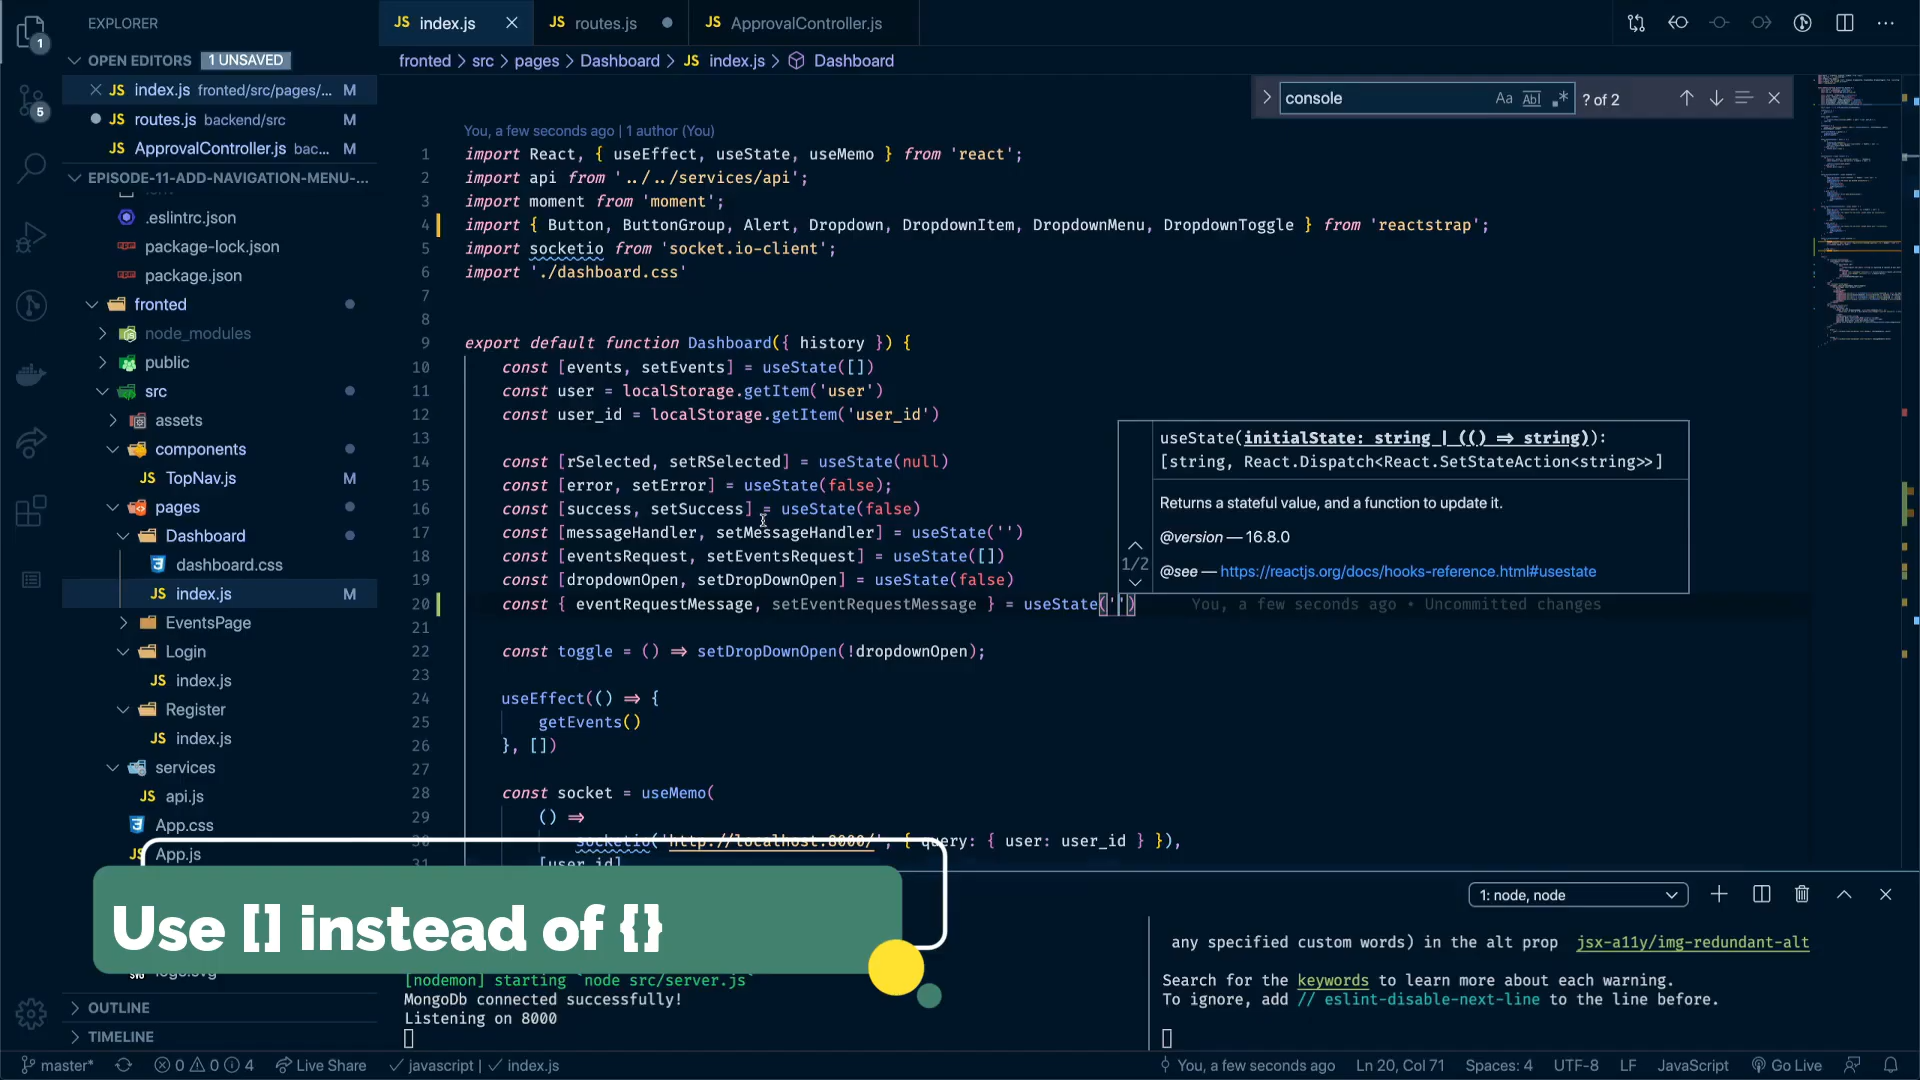 EXPLORER
OPEN EDITORS 1 UNSAVED
index.js fronted/src/pages/... M
routes.js backend/src M
ApprovalController.js bac... M
EPISODE-11-ADD-NAVIGATION-MENU-...
.eslintrc.json
package-lock.json
package.json
fronted
node_modules
public
src
assets
components
TopNav.js M
pages
Dashboard
dashboard.css
index.js M
EventsPage
Login
index.js
Register
index.js
services
api.js
App.css
App.js
OUTLINE
TIMELINE
1
5
JS index.js
JS routes.js
JS ApprovalController.js
fronted > src > pages > Dashboard > JS index.js > Dashboard
console Aa Abl .* ? of 2
You, a few seconds ago | 1 author (You)
1 import React, { useEffect, useState, useMemo } from 'react';
2 import api from '../../services/api';
3 import moment from 'moment';
4 import { Button, ButtonGroup, Alert, Dropdown, DropdownItem, DropdownMenu, DropdownToggle } from 'reactstrap';
5 import socketio from 'socket.io-client';
6 import './dashboard.css'
7
8
9 export default function Dashboard({ history }) {
10 const [events, setEvents] = useState([])
11 const user = localStorage.getItem('user')
12 const user_id = localStorage.getItem('user_id')
13
14 const [rSelected, setRSelected] = useState(null)
15 const [error, setError] = useState(false);
16 const [success, setSuccess] = useState(false)
17 const [messageHandler, setMessageHandler] = useState('')
18 const [eventsRequest, setEventsRequest] = useState([])
19 const [dropdownOpen, setDropDownOpen] = useState(false)
20 const { eventRequestMessage, setEventRequestMessage } = useState('') You, a few seconds ago • Uncommitted changes
21
22 const toggle = () ⇒ setDropDownOpen(!dropdownOpen);
23
24 useEffect(() ⇒ {
25 getEvents()
26 }, [])
27
28 const socket = useMemo(
29 () ⇒
30 socketio('http://localhost:8000/', { query: { user: user_id } }),
31 [user_id]
useState(initialState: string | (() ⇒ string)):
[string, React.Dispatch<React.SetStateAction<string>>]
Returns a stateful value, and a function to update it.
1/2
@version — 16.8.0
@see — https://reactjs.org/docs/hooks-reference.html#usestate
Use [] instead of {}
1: node, node
[nodemon] starting `node src/server.js`
MongoDb connected successfully!
Listening on 8000
any specified custom words) in the alt prop jsx-a11y/img-redundant-alt
Search for the keywords to learn more about each warning.
To ignore, add // eslint-disable-next-line to the line before.
master* 0 0 4 Live Share javascript | index.js You, a few seconds ago Ln 20, Col 71 Spaces: 4 UTF-8 LF JavaScript Go Live